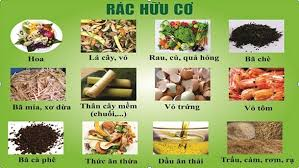 RÁC HỮU CƠ
Hoa
Lá cây, vỏ
Rau, củ, quả hỏng
Bã chè
Bã mía, xơ dừa
Thân cây mềm
(chuối,...)
Vỏ trứng
Vỏ tôm
Bã cà phê
Thức ăn thừa
Dầu ăn thải
Trấu, cám, rơm, rạ